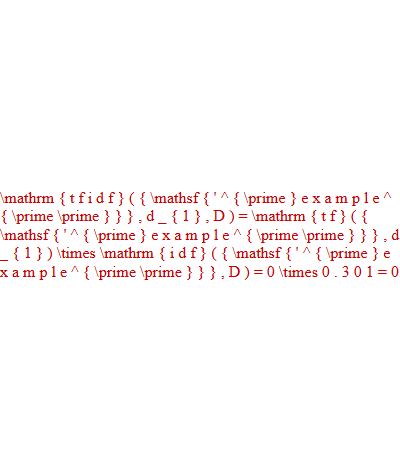 \mathrm { t f i d f } ( { \mathsf { ' ^ { \prime } e x a m p l e ^
{ \prime \prime } } } , d _ { 1 } , D ) = \mathrm { t f } ( {
\mathsf { ' ^ { \prime } e x a m p l e ^ { \prime \prime } } } , d
_ { 1 } ) \times \mathrm { i d f } ( { \mathsf { ' ^ { \prime } e
x a m p l e ^ { \prime \prime } } } , D ) = 0 \times 0 . 3 0 1 = 0